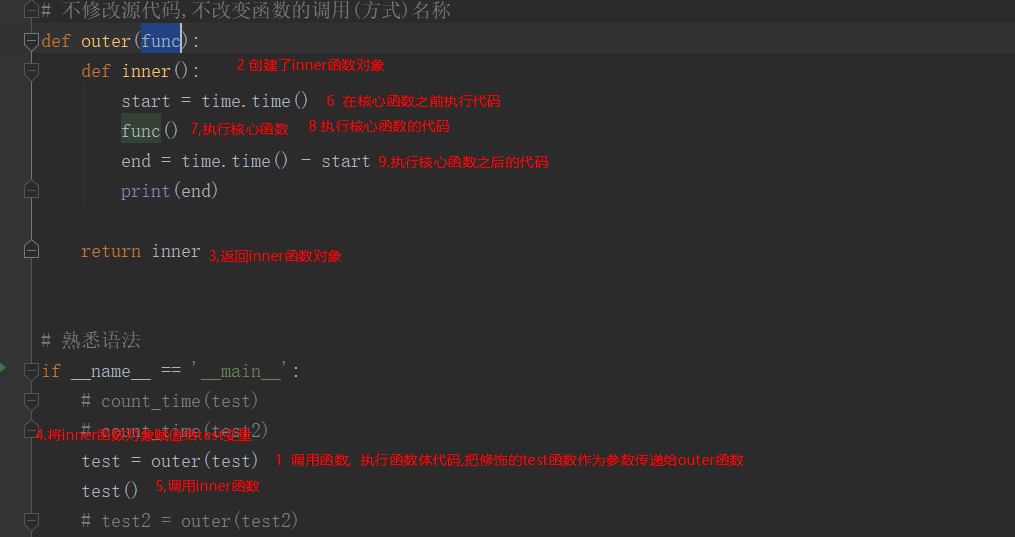 # 不修改源代码,不改变函数的调用(方式)名称
def outer(func):
def inner(): 2 创建了inner函数对象
start = time.time() 6 在核心函数之前执行代码
func() 7,执行核心函数 8 执行核心函数的代码
end = time.time() - start 9.执行核心函数之后的代码
print(end)
return inner 3,返回inner函数对象
# 熟悉语法
if __name__ == '__main__':
# count_time(test)
# count_time(test2)
4.将inner函数对象赋值给test变量
test = outer(test) 1 调用函数, 执行函数体代码,把修饰的test函数作为参数传递给outer函数
test() 5,调用inner函数
# test2 = outer(test2)